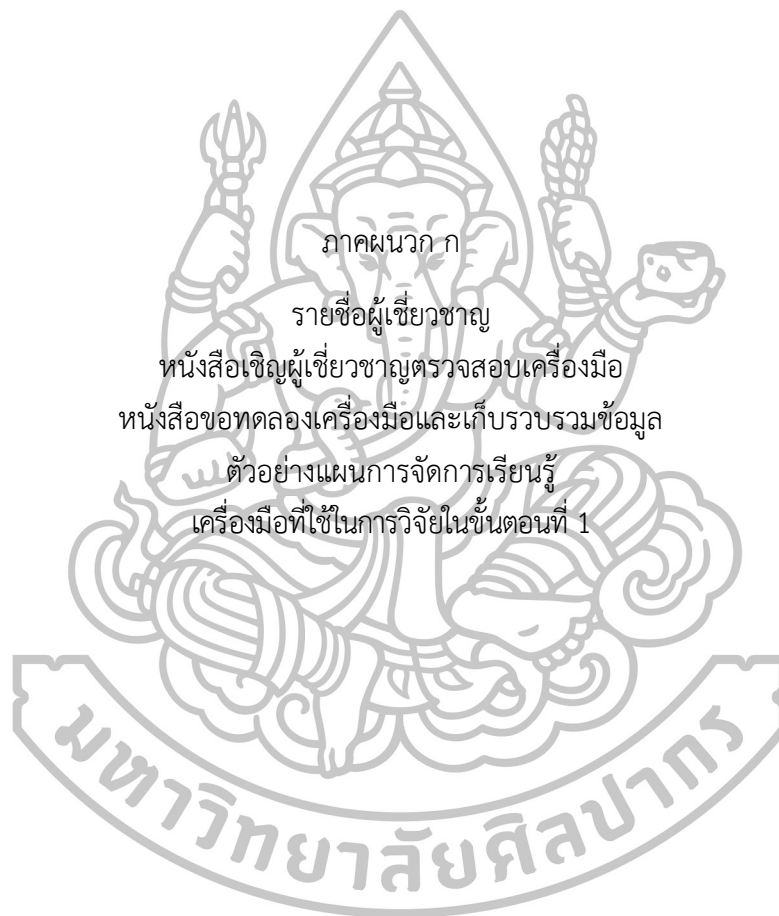 ภาคผนวก ก
รายชื่อผู้เชี่ยวชาญ
หนังสือเชิญผู้เชี่ยวชาญตรวจสอบเครื่องมือ
หนังสือขอทดลองเครื่องมือและเก็บรวบรวมข้อมูล
ตัวอย่างแผนการจัดการเรียนรู้
เครื่องมือที่ใช้ในการวิจัยในขั้นตอนที่ 1
มหาวิทยาลัยศิลปากร